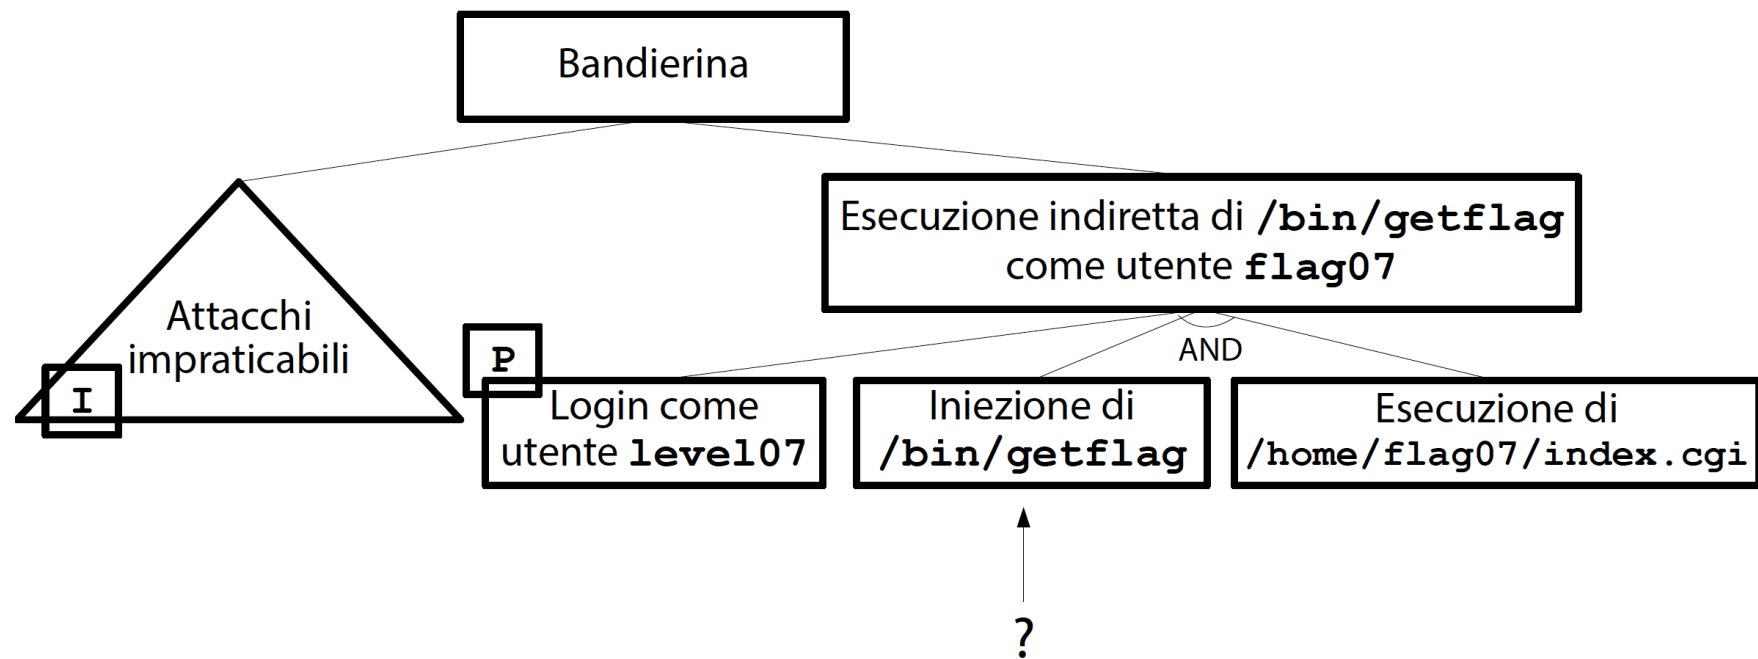 Bandierina
Esecuzione indiretta di /bin/getflag
come utente flag07
Attacchi
impraticabili
I
AND
P
Login come
utente level07
Iniezione di
/bin/getflag
Esecuzione di
/home/flag07/index.cgi
?